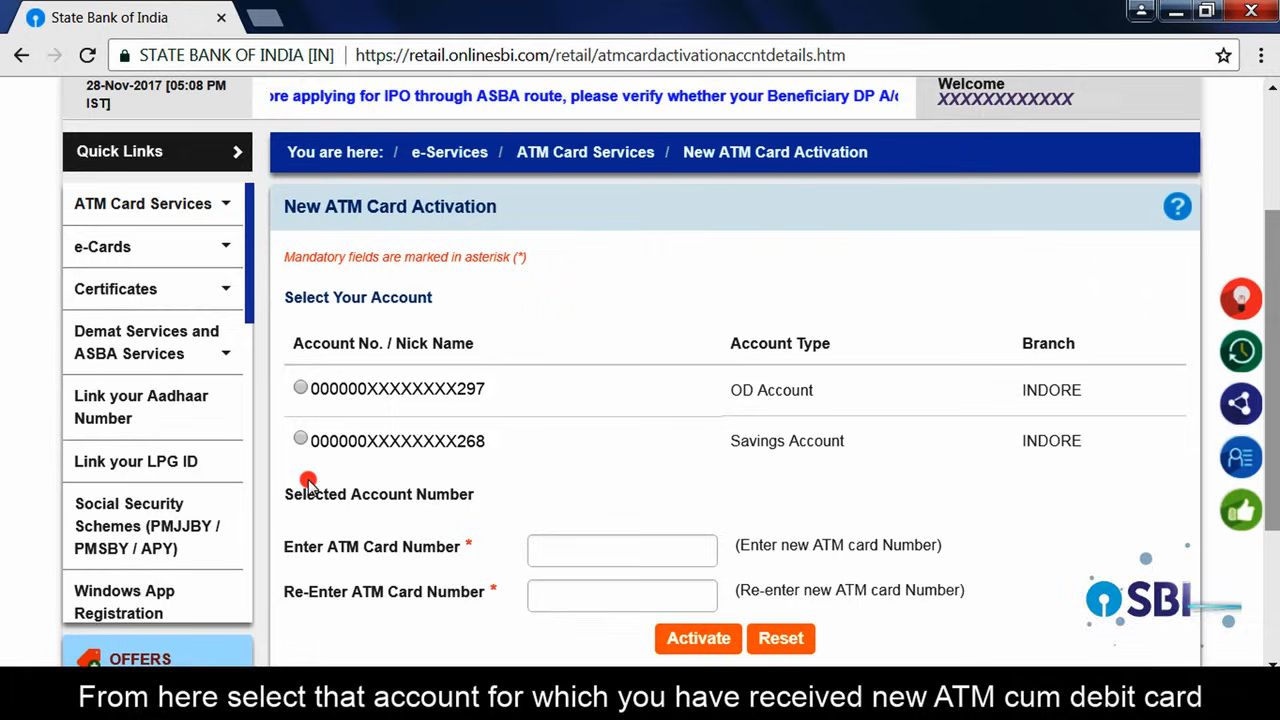 State Bank of India
STATE BANK OF INDIA [IN]
https://retail.onlinesbi.com/retail/atmcardactivationaccntdetails.htm
28-Nov-2017 [05:08 PM
IST]
ore applying for IPO through ASBA route, please verify whether your Beneficiary DP A/c
Welcome
XXXXXXXXXXXX
Quick Links
You are here: / e-Services / ATM Card Services / New ATM Card Activation
ATM Card Services
e-Cards
Certificates
Demat Services and
ASBA Services
Link your Aadhaar
Number
Link your LPG ID
Social Security
Schemes (PMJJBY /
PMSBY / APY)
Windows App
Registration
OFFERS
New ATM Card Activation
?
Mandatory fields are marked in asterisk (*)
Select Your Account
Account No. / Nick Name Account Type Branch
000000XXXXXXXX297 OD Account INDORE
000000XXXXXXXX268 Savings Account INDORE
Selected Account Number
Enter ATM Card Number * (Enter new ATM card Number)
Re-Enter ATM Card Number * (Re-enter new ATM card Number)
Activate Reset
SBI
From here select that account for which you have received new ATM cum debit card